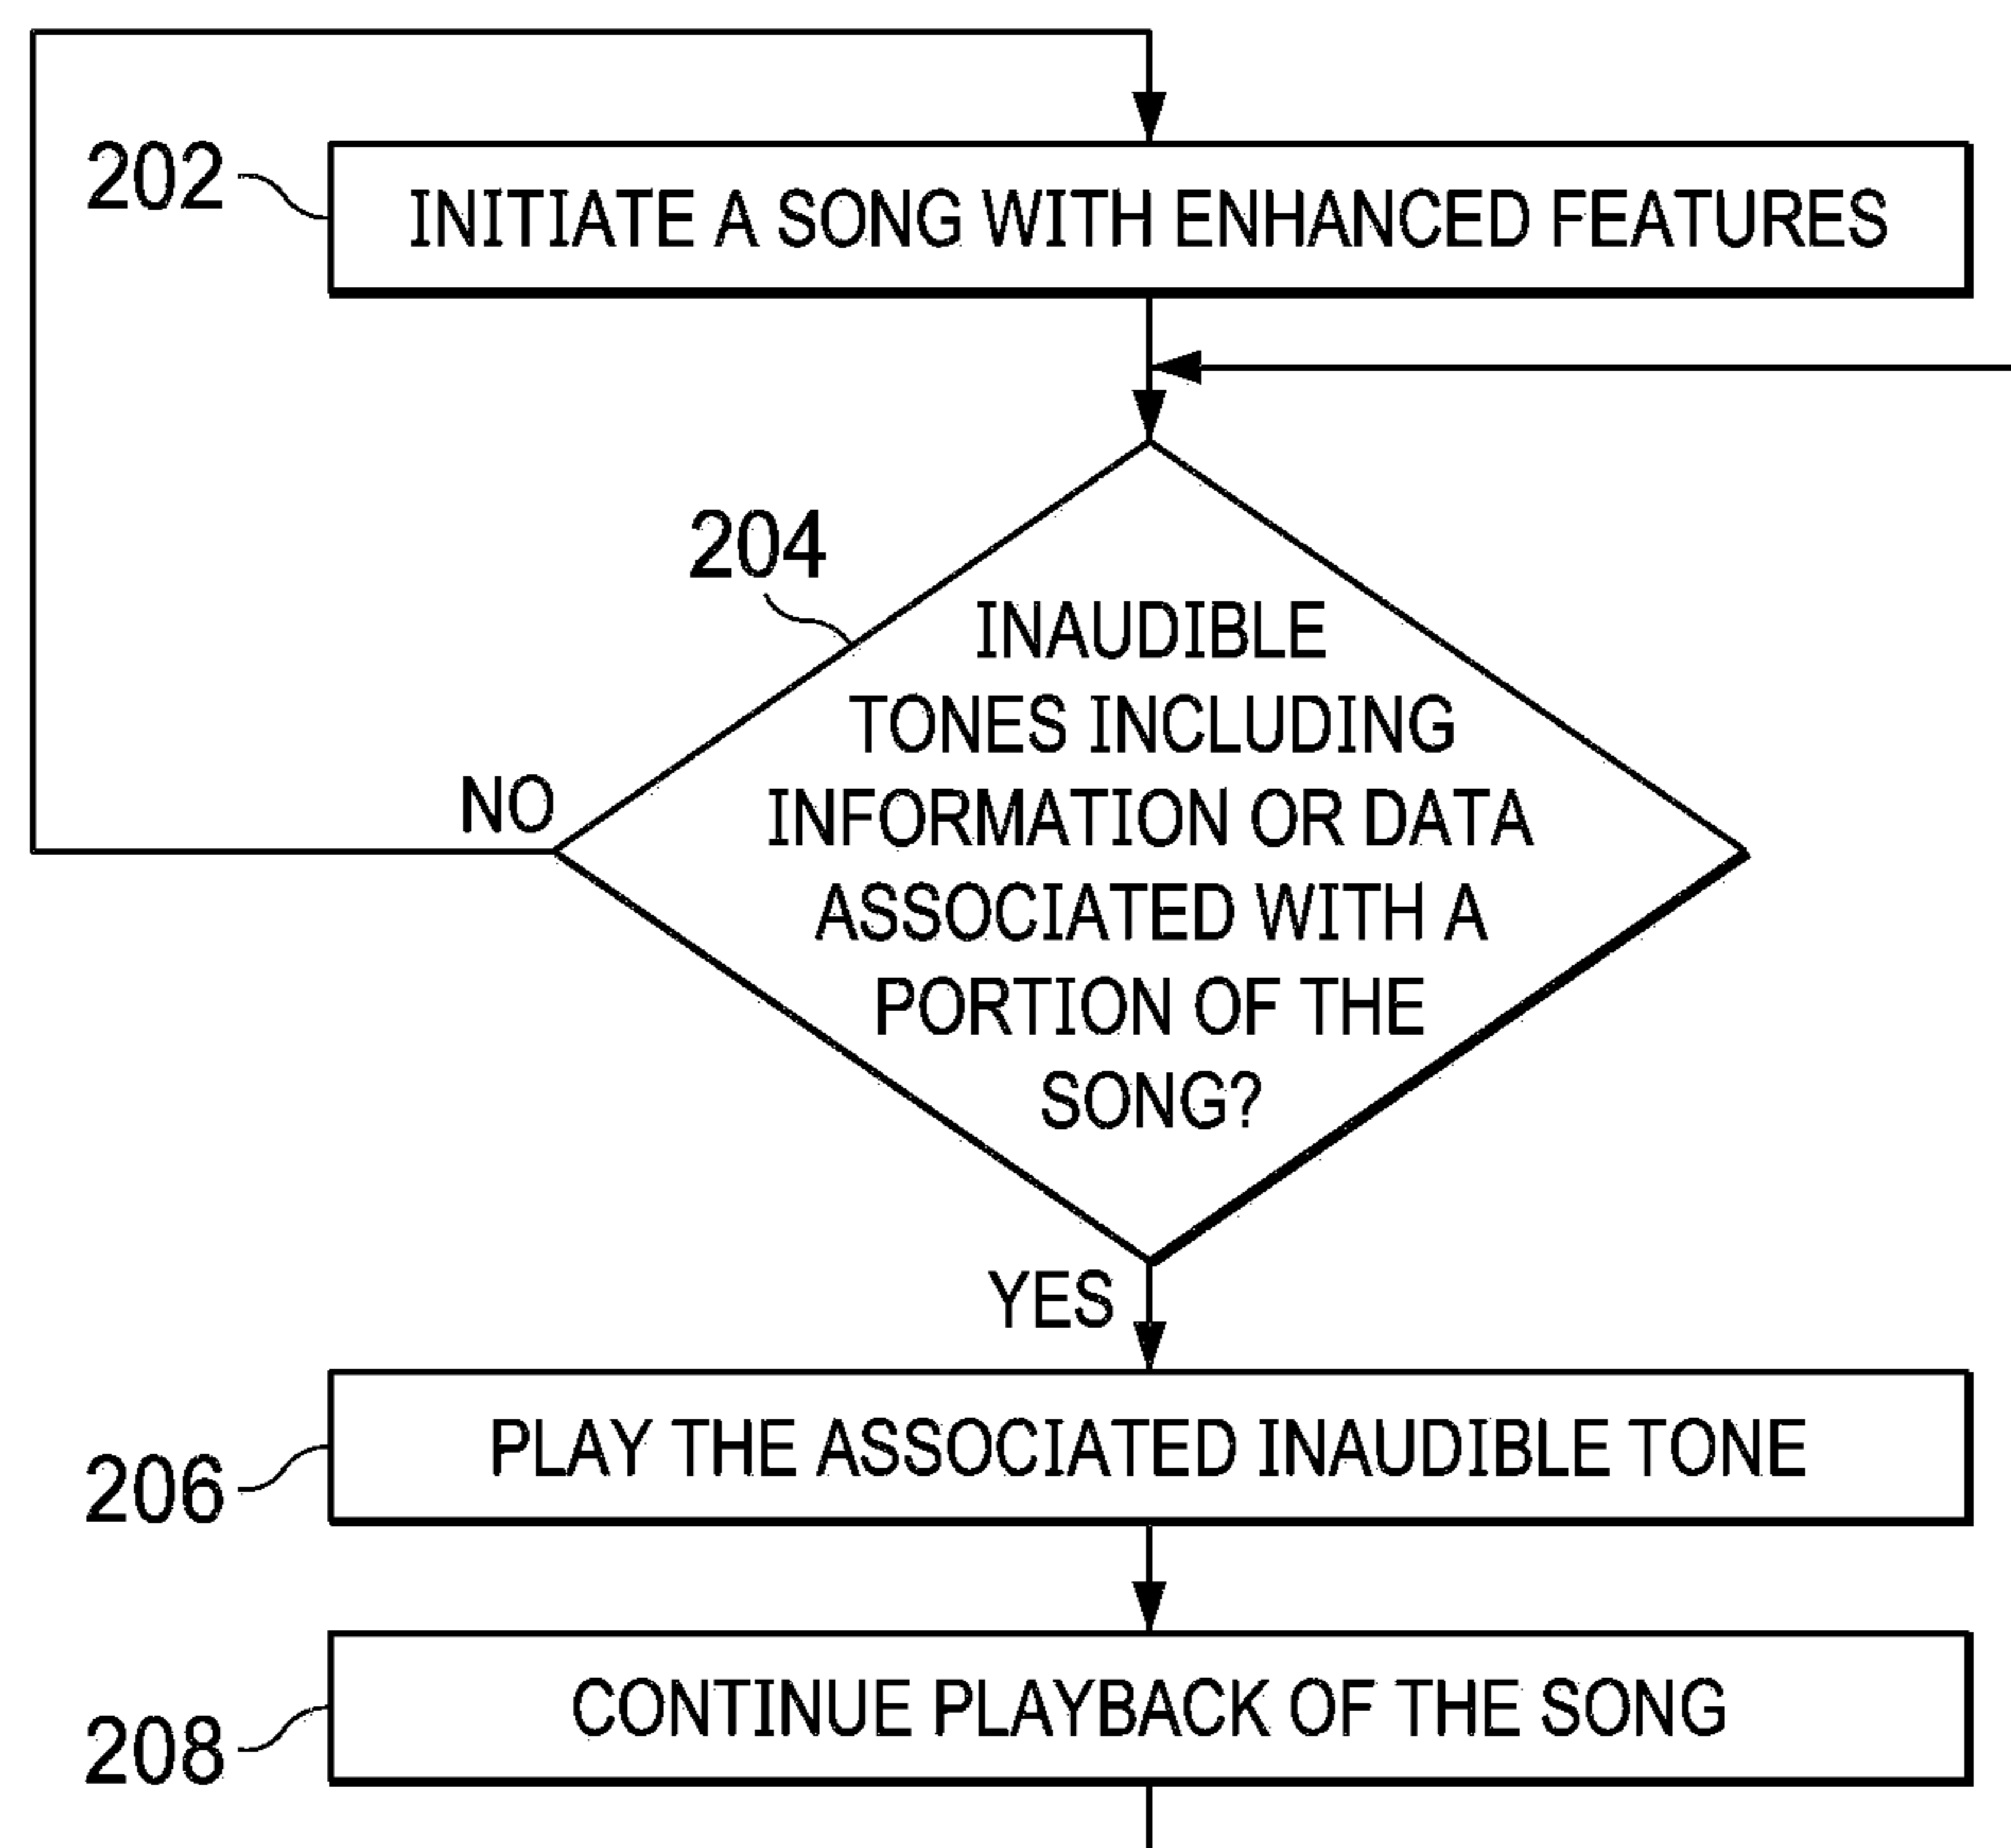 202
INITIATE A SONG WITH ENHANCED FEATURES
204
INAUDIBLE
TONES INCLUDING
INFORMATION OR DATA
ASSOCIATED WITH A
PORTION OF THE
SONG?
NO
YES
206
PLAY THE ASSOCIATED INAUDIBLE TONE
208
CONTINUE PLAYBACK OF THE SONG